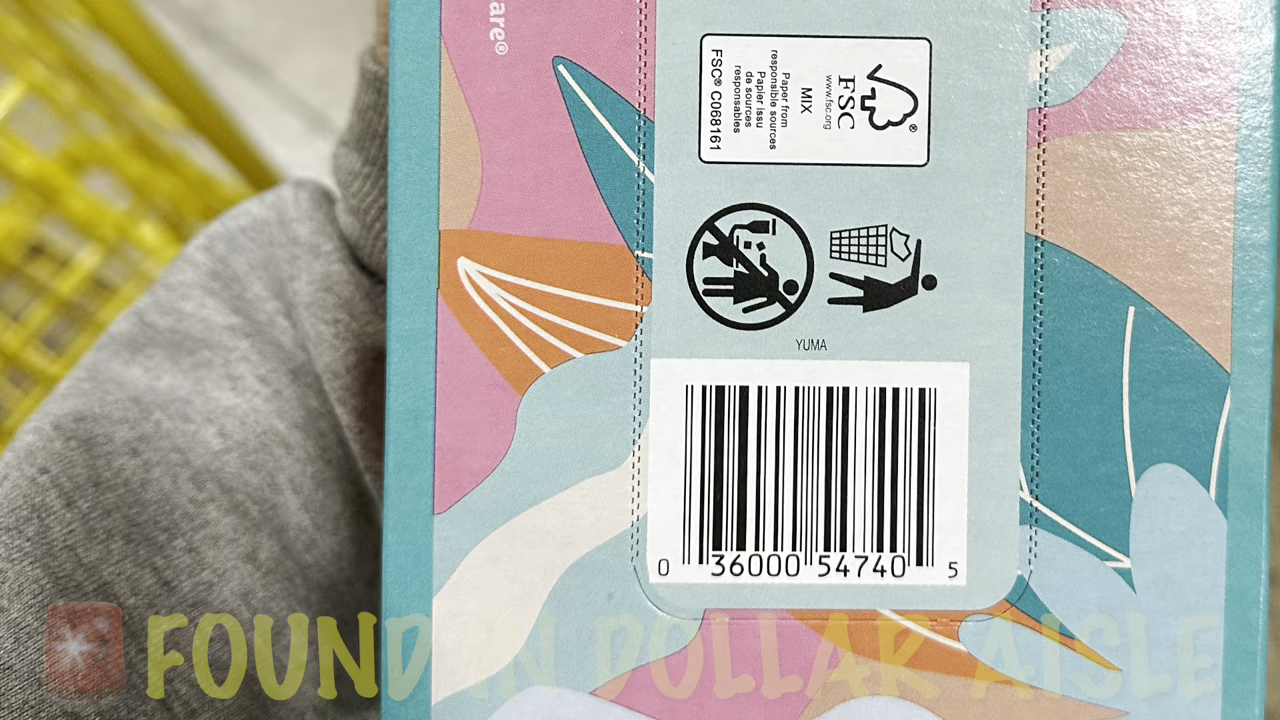 are®
FSC
®
www.fsc.org
MIX
Paper from
responsible sources
Papier issu
de sources
responsables
FSC® C068161
YUMA
0 36000 54740 5
FOUND IN DOLLAR AISLE